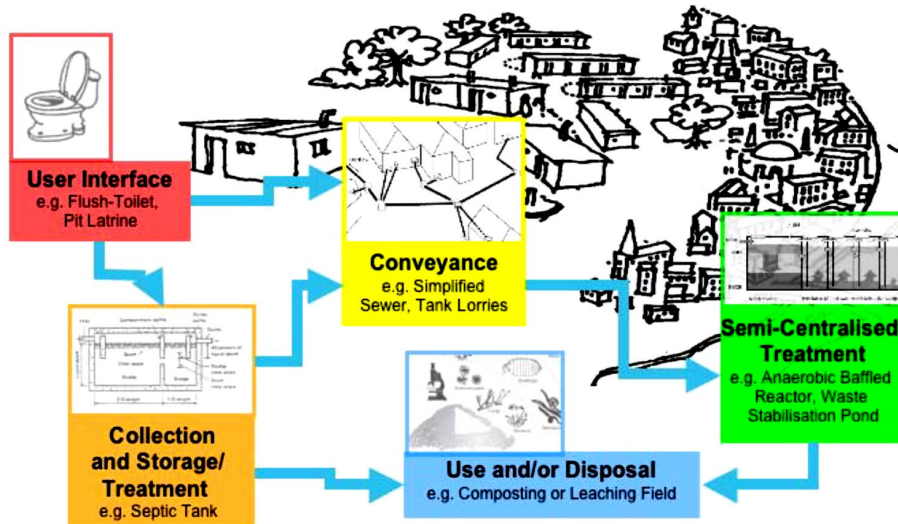 User Interface
e.g. Flush-Toilet,
Pit Latrine
Conveyance
e.g. Simplified
Sewer, Tank Lorries
Semi-Centralised
Treatment
e.g. Anaerobic Baffled
Reactor, Waste
Stabilisation Pond
Collection
and Storage/
Treatment
e.g. Septic Tank
Use and/or Disposal
e.g. Composting or Leaching Field